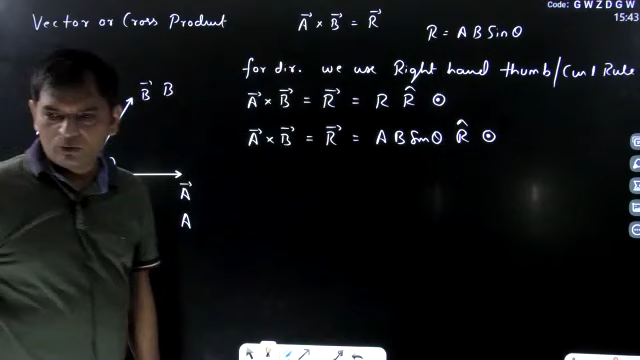 Code: G W Z D G W
15:43
Vector or Cross Product
A⃗ × B⃗ = R⃗
R = A B Sin θ
for dir. we use Right hand thumb/Curl Rule
A⃗ × B⃗ = R⃗ = R R̂ ⊙
A⃗ × B⃗ = R⃗ = A B Sin θ R̂ ⊙
B⃗ B
A⃗
A